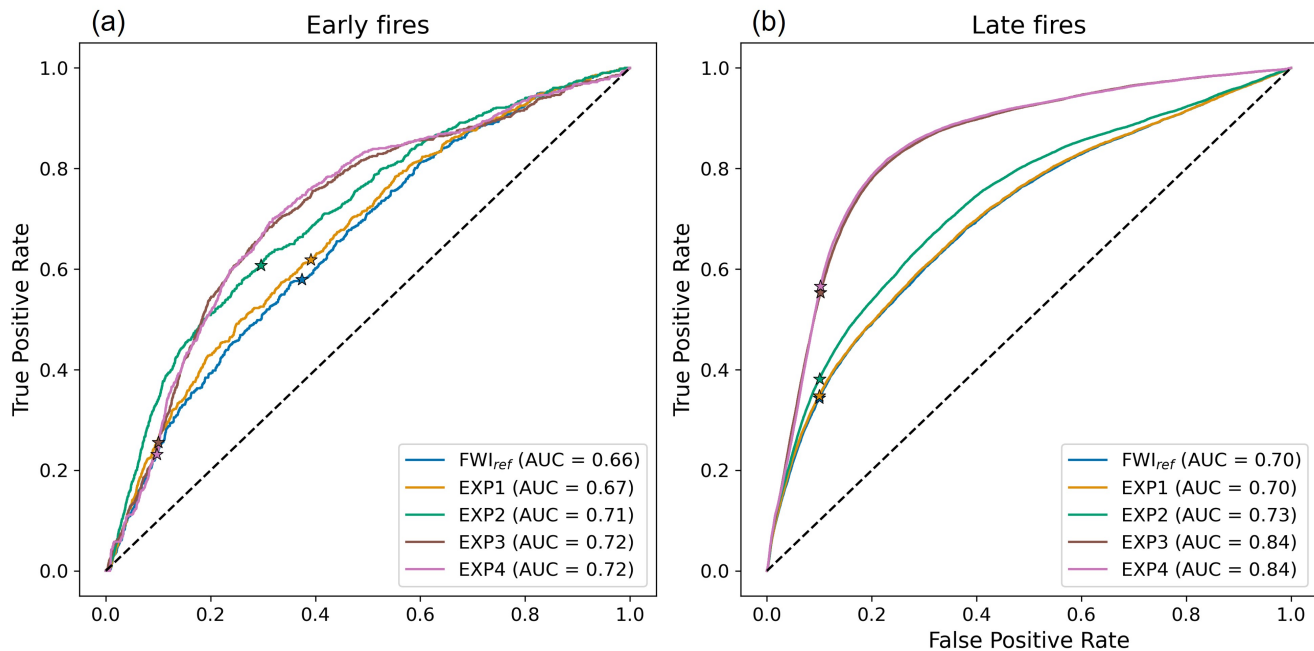 (a)
Early fires
True Positive Rate
1.0
0.8
0.6
0.4
0.2
0.0
0.0 0.2 0.4 0.6 0.8 1.0
FWIref (AUC = 0.66)
EXP1 (AUC = 0.67)
EXP2 (AUC = 0.71)
EXP3 (AUC = 0.72)
EXP4 (AUC = 0.72)
(b)
Late fires
True Positive Rate
1.0
0.8
0.6
0.4
0.2
0.0
0.0 0.2 0.4 0.6 0.8 1.0
False Positive Rate
FWIref (AUC = 0.70)
EXP1 (AUC = 0.70)
EXP2 (AUC = 0.73)
EXP3 (AUC = 0.84)
EXP4 (AUC = 0.84)